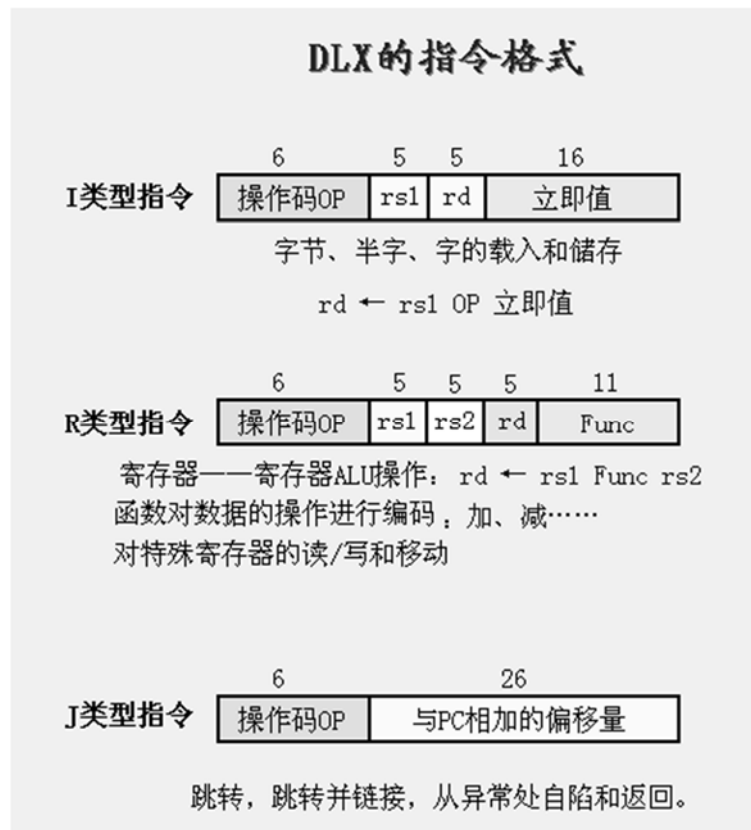 DLX的指令格式
6 5 5 16
I类型指令 操作码OP rs1 rd 立即值
字节、半字、字的载入和储存
rd ← rs1 OP 立即值
6 5 5 5 11
R类型指令 操作码OP rs1 rs2 rd Func
寄存器——寄存器ALU操作：rd ← rs1 Func rs2
函数对数据的操作进行编码：加、减……
对特殊寄存器的读/写和移动
6 26
J类型指令 操作码OP 与PC相加的偏移量
跳转，跳转并链接，从异常处自陷和返回。